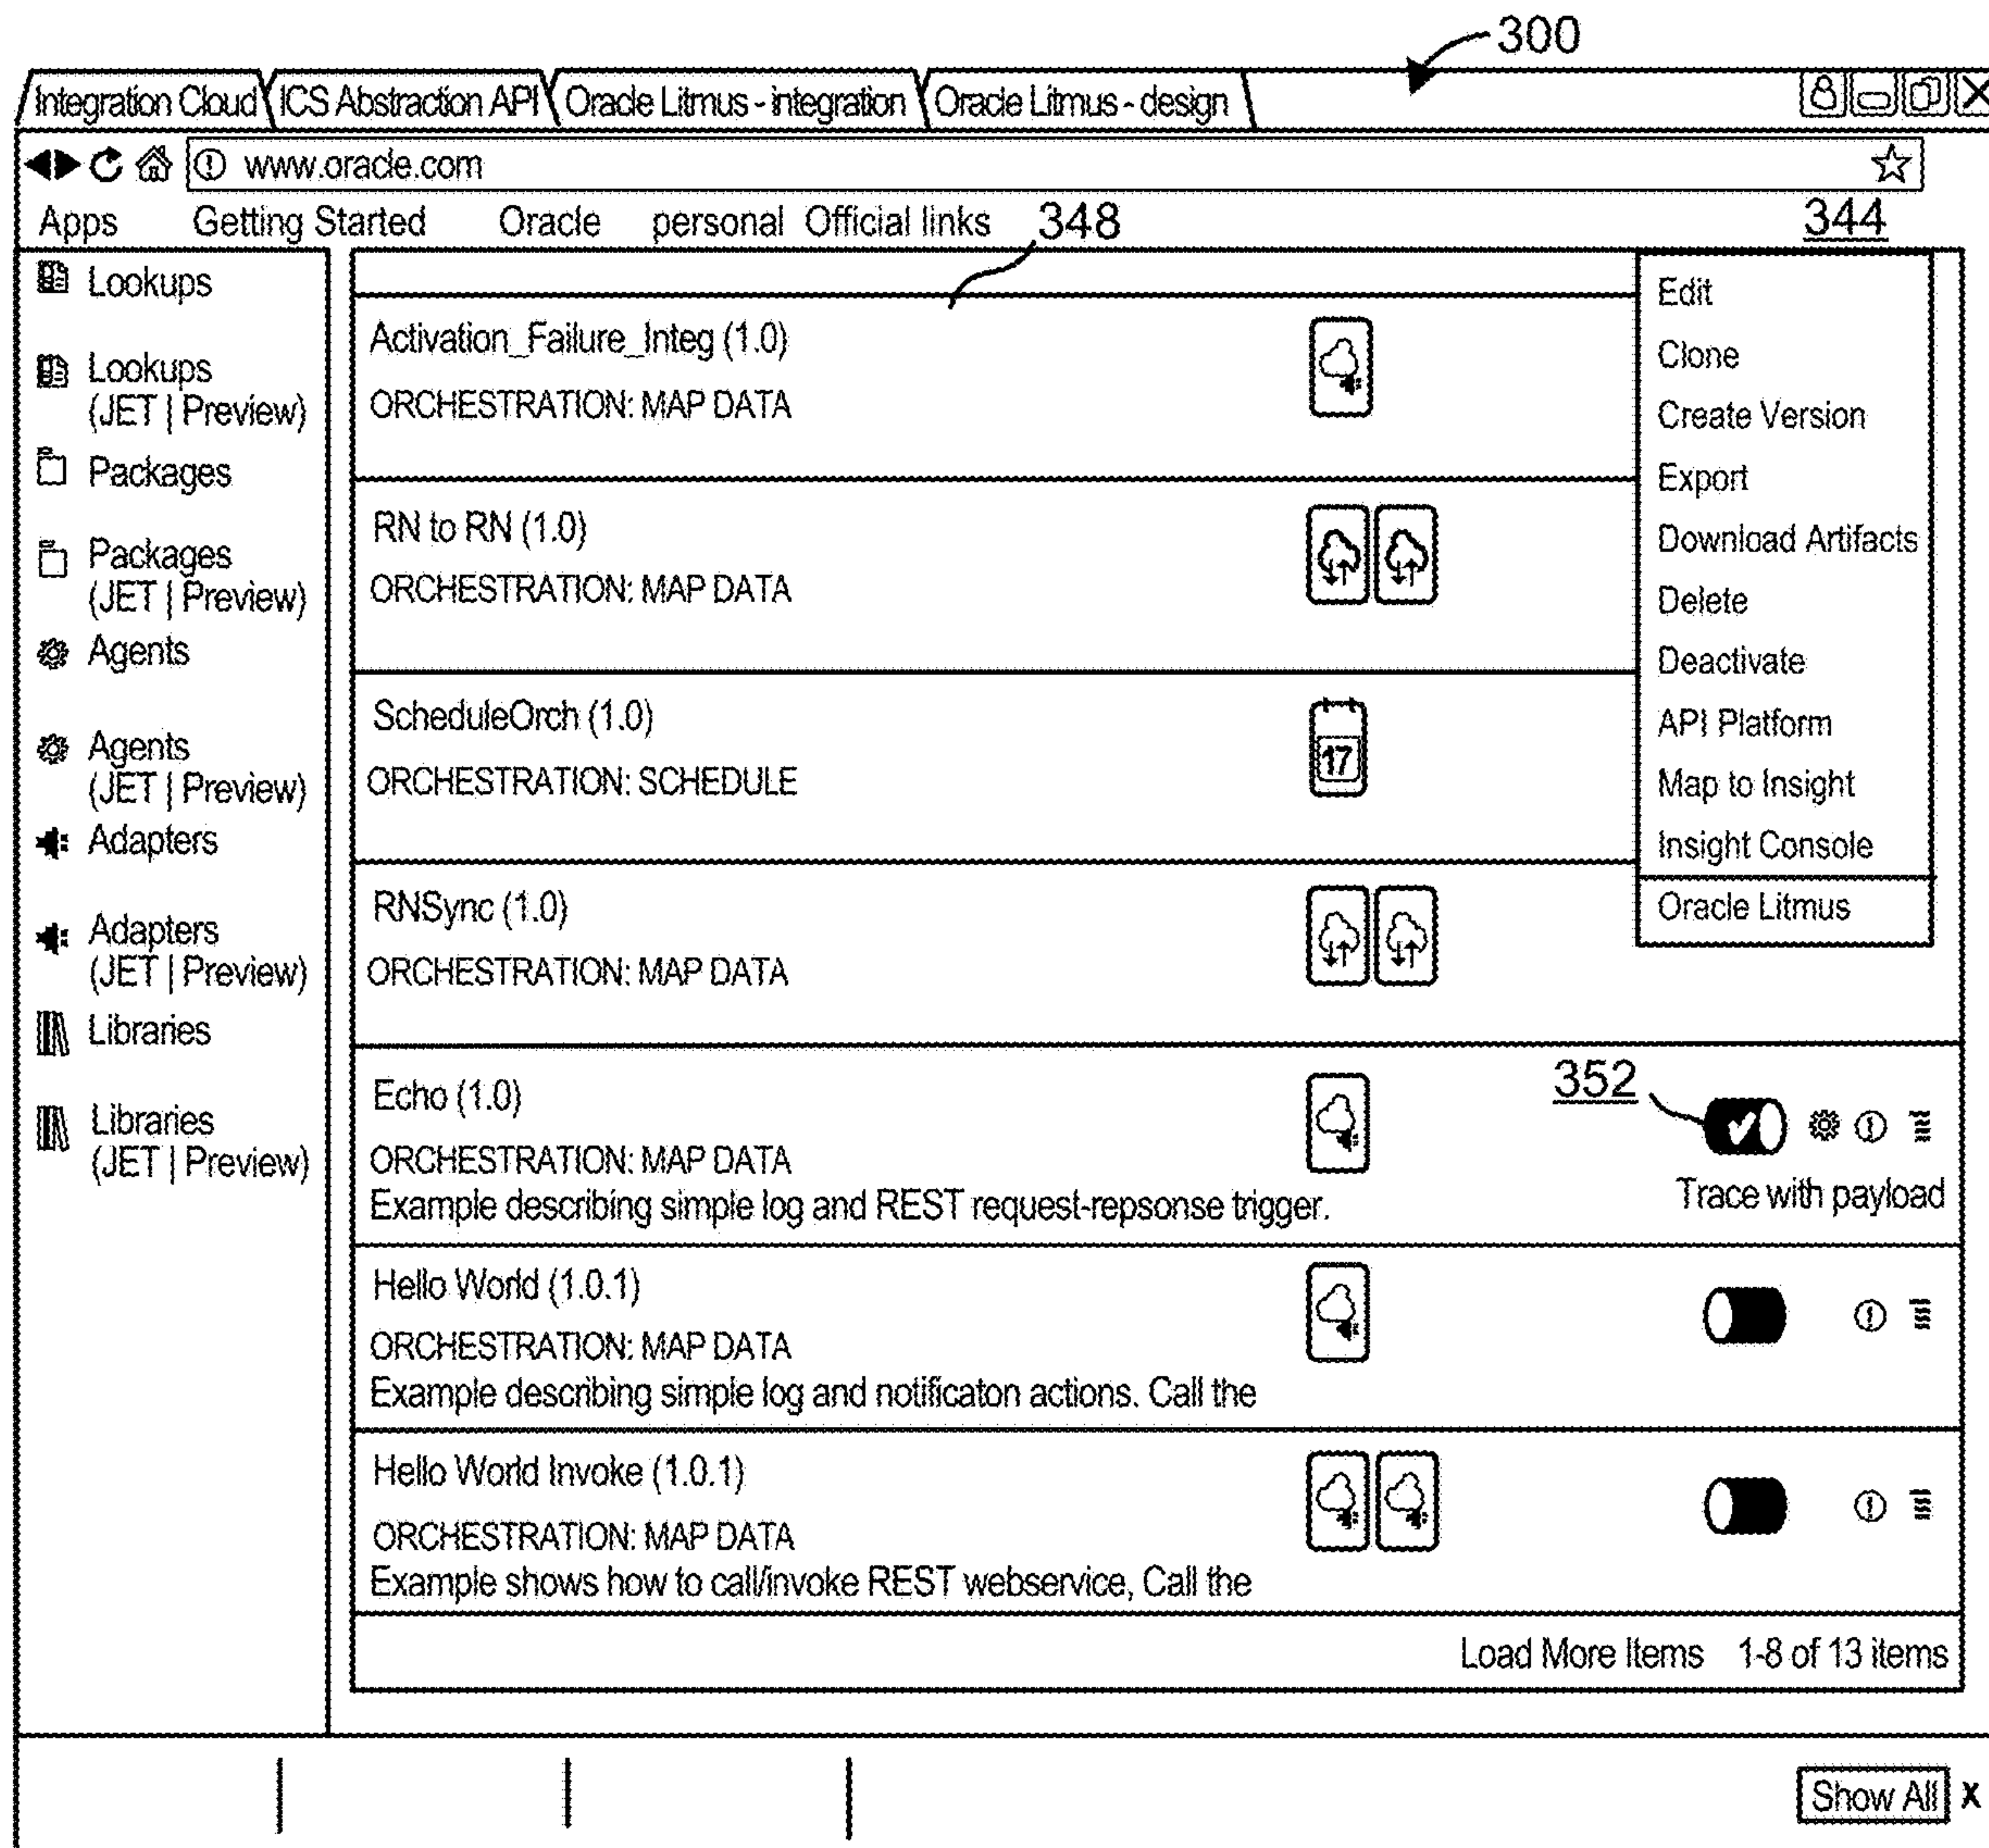 300
Integration Cloud ICS Abstraction API Oracle Litmus - integration Oracle Litmus - design
www.oracle.com
Apps Getting Started Oracle personal Official links 348 344
Lookups
Lookups
(JET | Preview)
Packages
Packages
(JET | Preview)
Agents
Agents
(JET | Preview)
Adapters
Adapters
(JET | Preview)
Libraries
Libraries
(JET | Preview)
Activation_Failure_Integ (1.0)
ORCHESTRATION: MAP DATA
RN to RN (1.0)
ORCHESTRATION: MAP DATA
ScheduleOrch (1.0)
17
ORCHESTRATION: SCHEDULE
RNSync (1.0)
ORCHESTRATION: MAP DATA
Edit
Clone
Create Version
Export
Download Artifacts
Delete
Deactivate
API Platform
Map to Insight
Insight Console
Oracle Litmus
Echo (1.0)
352
ORCHESTRATION: MAP DATA
Example describing simple log and REST request-repsonse trigger.
Trace with payload
Hello World (1.0.1)
ORCHESTRATION: MAP DATA
Example describing simple log and notificaton actions. Call the
Hello World Invoke (1.0.1)
ORCHESTRATION: MAP DATA
Example shows how to call/invoke REST webservice, Call the
Load More Items 1-8 of 13 items
Show All X